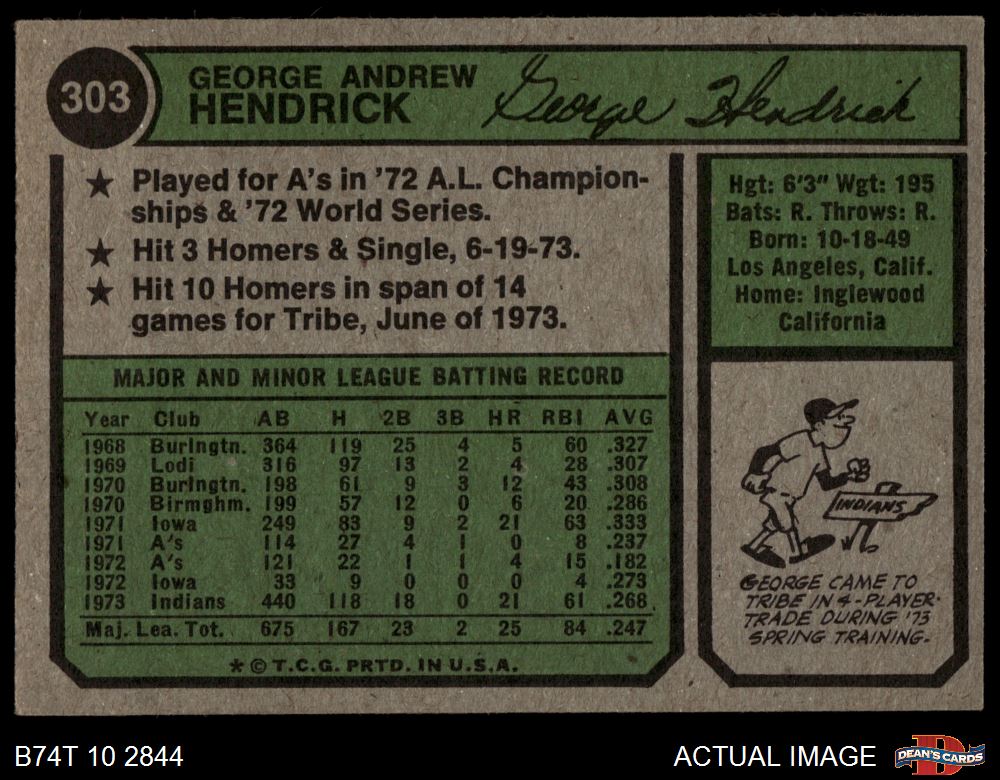 303
GEORGE ANDREW
HENDRICK
George Hendrick
★ Played for A's in '72 A.L. Champion-
ships & '72 World Series.
★ Hit 3 Homers & Single, 6-19-73.
★ Hit 10 Homers in span of 14
games for Tribe, June of 1973.
Hgt: 6'3" Wgt: 195
Bats: R. Throws: R.
Born: 10-18-49
Los Angeles, Calif.
Home: Inglewood
California
MAJOR AND MINOR LEAGUE BATTING RECORD
Year Club AB H 2B 3B HR RBI AVG
1968 Burlngtn. 364 119 25 4 5 60 .327
1969 Lodi 316 97 13 2 4 28 .307
1970 Burlngtn. 198 61 9 3 12 43 .308
1970 Birmghm. 199 57 12 0 6 20 .286
1971 Iowa 249 83 9 2 21 63 .333
1971 A's 114 27 4 1 0 8 .237
1972 A's 121 22 1 1 4 15 .182
1972 Iowa 33 9 0 0 0 4 .273
1973 Indians 440 118 18 0 21 61 .268
Maj. Lea. Tot. 675 167 23 2 25 84 .247
* © T.C.G. PRTD. IN U.S.A.
INDIANS
GEORGE CAME TO
TRIBE IN 4-PLAYER
TRADE DURING '73
SPRING TRAINING.
B74T 10 2844
ACTUAL IMAGE
DEAN'S CARDS